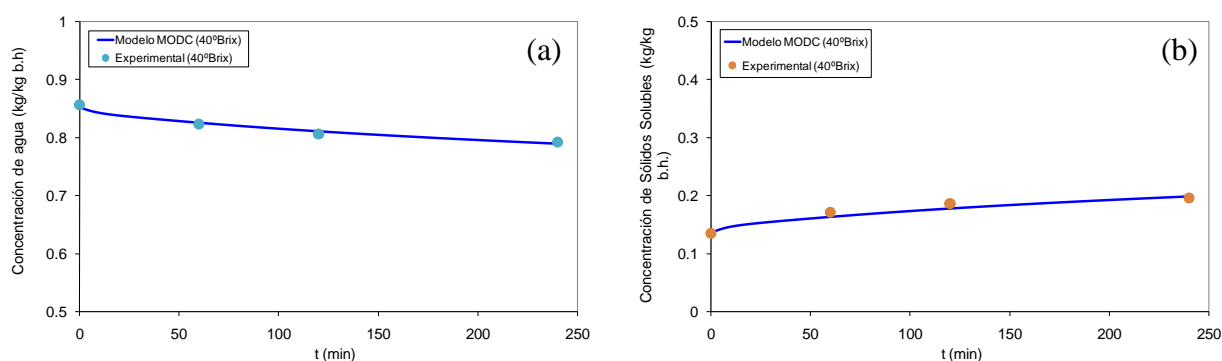 1
0.9
0.8
0.7
0.6
0.5
Concentración de agua (kg/kg b.h)
Modelo MODC (40ºBrix)
Experimental (40ºBrix)
(a)
0
50
100
150
200
250
t (min)
0.5
0.4
0.3
0.2
0.1
0
Concentración de Sólidos Solubles (kg/kg
b.h.)
Modelo MODC (40ºBrix)
Experimental (40ºBrix)
(b)
0
50
100
150
200
250
t (min)